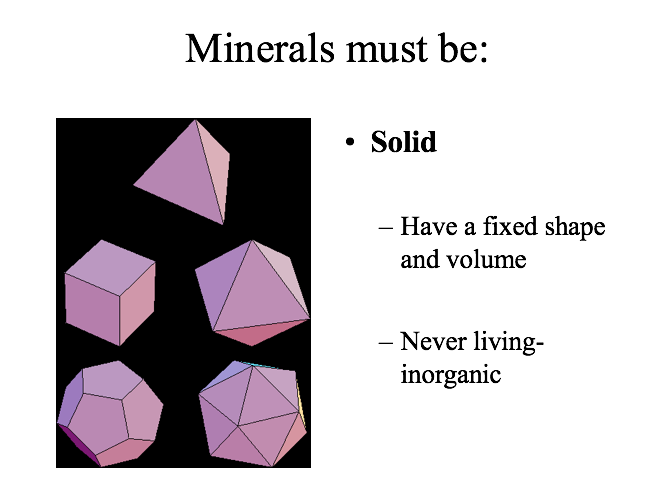 Minerals must be:
• Solid
– Have a fixed shape
and volume
– Never living-
inorganic